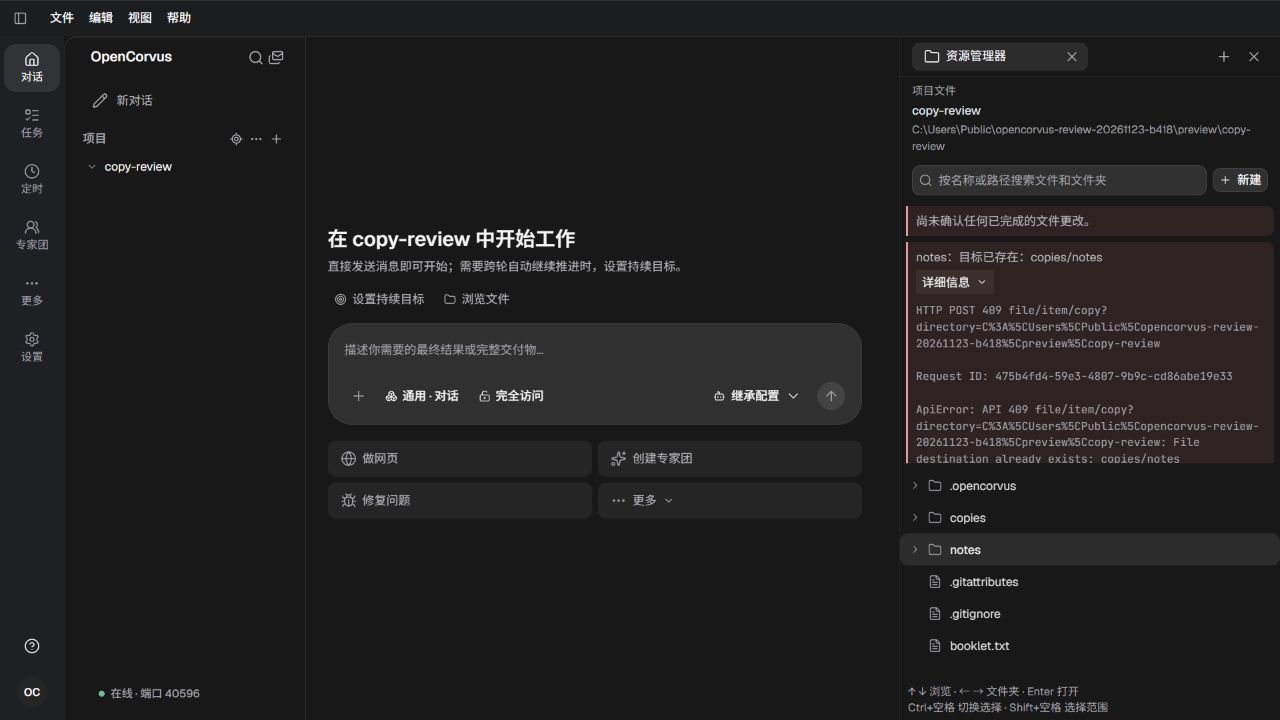 文件 编辑 视图 帮助
对话
任务
定时
专家团
更多
设置
OC
OpenCorvus
新对话
项目
copy-review
在线 · 端口 40596
在 copy-review 中开始工作
直接发送消息即可开始；需要跨轮自动继续推进时，设置持续目标。
设置持续目标 浏览文件
描述你需要的最终结果或完整交付物...
通用 · 对话 完全访问 继承配置
做网页 创建专家团
修复问题 更多
资源管理器
项目文件
copy-review
C:\Users\Public\opencorvus-review-20261123-b418\preview\copy-
review
按名称或路径搜索文件和文件夹 新建
尚未确认任何已完成的文件更改。
notes：目标已存在：copies/notes
详细信息
HTTP POST 409 file/item/copy?
directory=C%3A%5CUsers%5CPublic%5Copencorvus-review-
20261123-b418%5Cpreview%5Ccopy-review
Request ID: 475b4fd4-59e3-4807-9b9c-cd86abe19e33
ApiError: API 409 file/item/copy?
directory=C%3A%5CUsers%5CPublic%5Copencorvus-review-
20261123-b418%5Cpreview%5Ccopy-review: File
destination already exists: copies/notes
.opencorvus
copies
notes
.gitattributes
.gitignore
booklet.txt
↑↓ 浏览 · ←→ 文件夹 · Enter 打开
Ctrl+空格 切换选择 · Shift+空格 选择范围